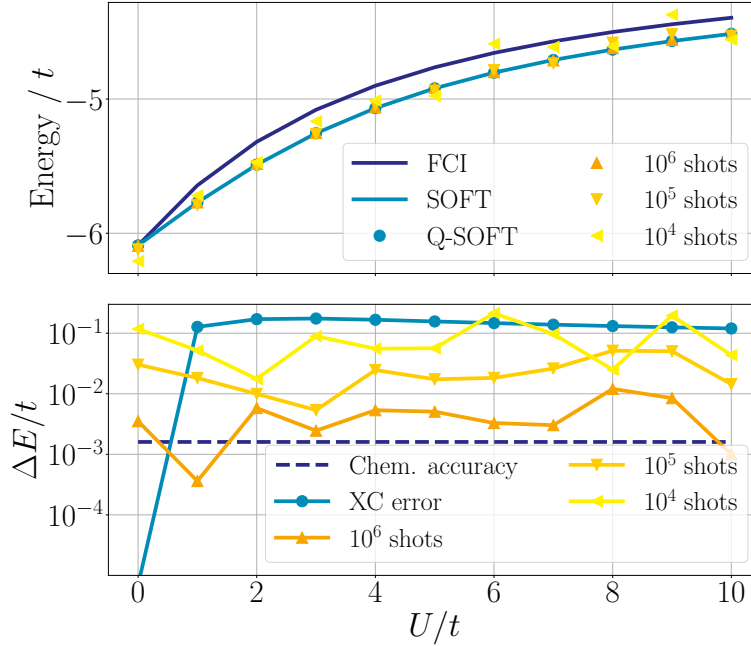 Energy / t
−5
−6
FCI
SOFT
Q-SOFT
10⁶ shots
10⁵ shots
10⁴ shots
ΔE/t
10⁻¹
10⁻²
10⁻³
10⁻⁴
Chem. accuracy
XC error
10⁶ shots
10⁵ shots
10⁴ shots
0 2 4 6 8 10
U/t